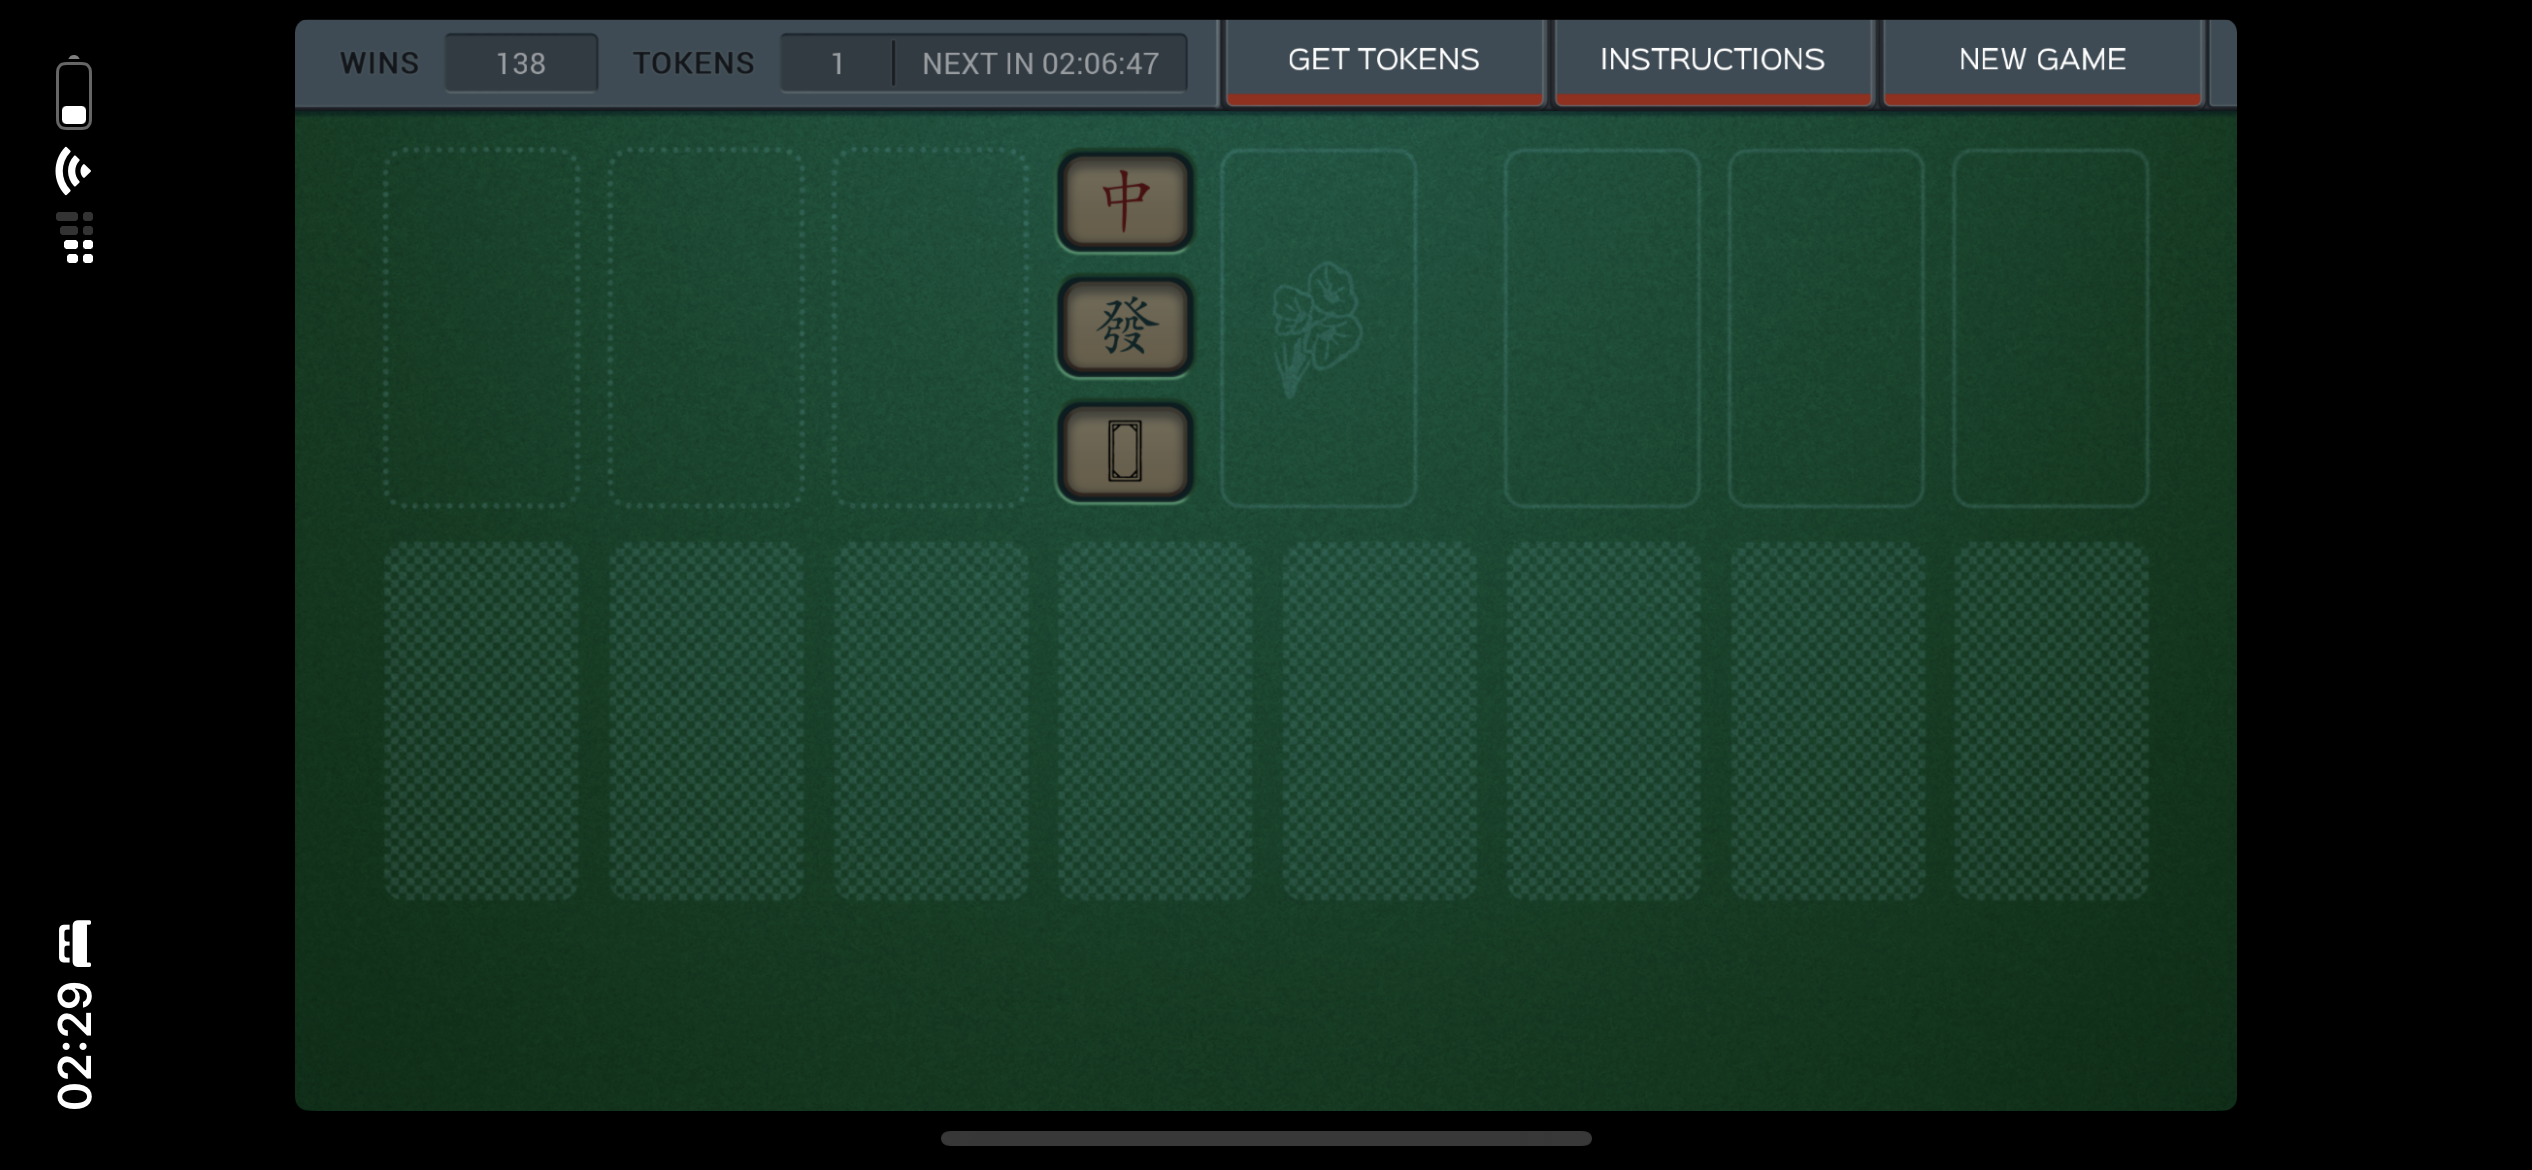 WINS 138 TOKENS 1 NEXT IN 02:06:47 GET TOKENS INSTRUCTIONS NEW GAME
中
發
02:29